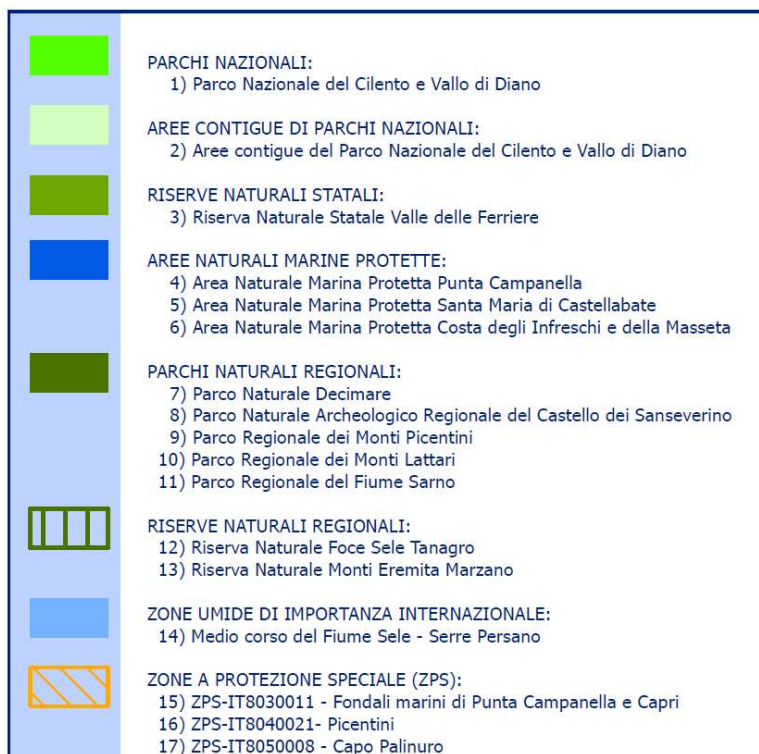 PARCHI NAZIONALI:
1) Parco Nazionale del Cilento e Vallo di Diano
AREE CONTIGUE DI PARCHI NAZIONALI:
2) Aree contigue del Parco Nazionale del Cilento e Vallo di Diano
RISERVE NATURALI STATALI:
3) Riserva Naturale Statale Valle delle Ferriere
AREE NATURALI MARINE PROTETTE:
4) Area Naturale Marina Protetta Punta Campanella
5) Area Naturale Marina Protetta Santa Maria di Castellabate
6) Area Naturale Marina Protetta Costa degli Infreschi e della Masseta
PARCHI NATURALI REGIONALI:
7) Parco Naturale Decimare
8) Parco Naturale Archeologico Regionale del Castello dei Sanseverino
9) Parco Regionale dei Monti Picentini
10) Parco Regionale dei Monti Lattari
11) Parco Regionale del Fiume Sarno
RISERVE NATURALI REGIONALI:
12) Riserva Naturale Foce Sele Tanagro
13) Riserva Naturale Monti Eremita Marzano
ZONE UMIDE DI IMPORTANZA INTERNAZIONALE:
14) Medio corso del Fiume Sele - Serre Persano
ZONE A PROTEZIONE SPECIALE (ZPS):
15) ZPS-IT8030011 - Fondali marini di Punta Campanella e Capri
16) ZPS-IT8040021- Picentini
17) ZPS-IT8050008 - Capo Palinuro